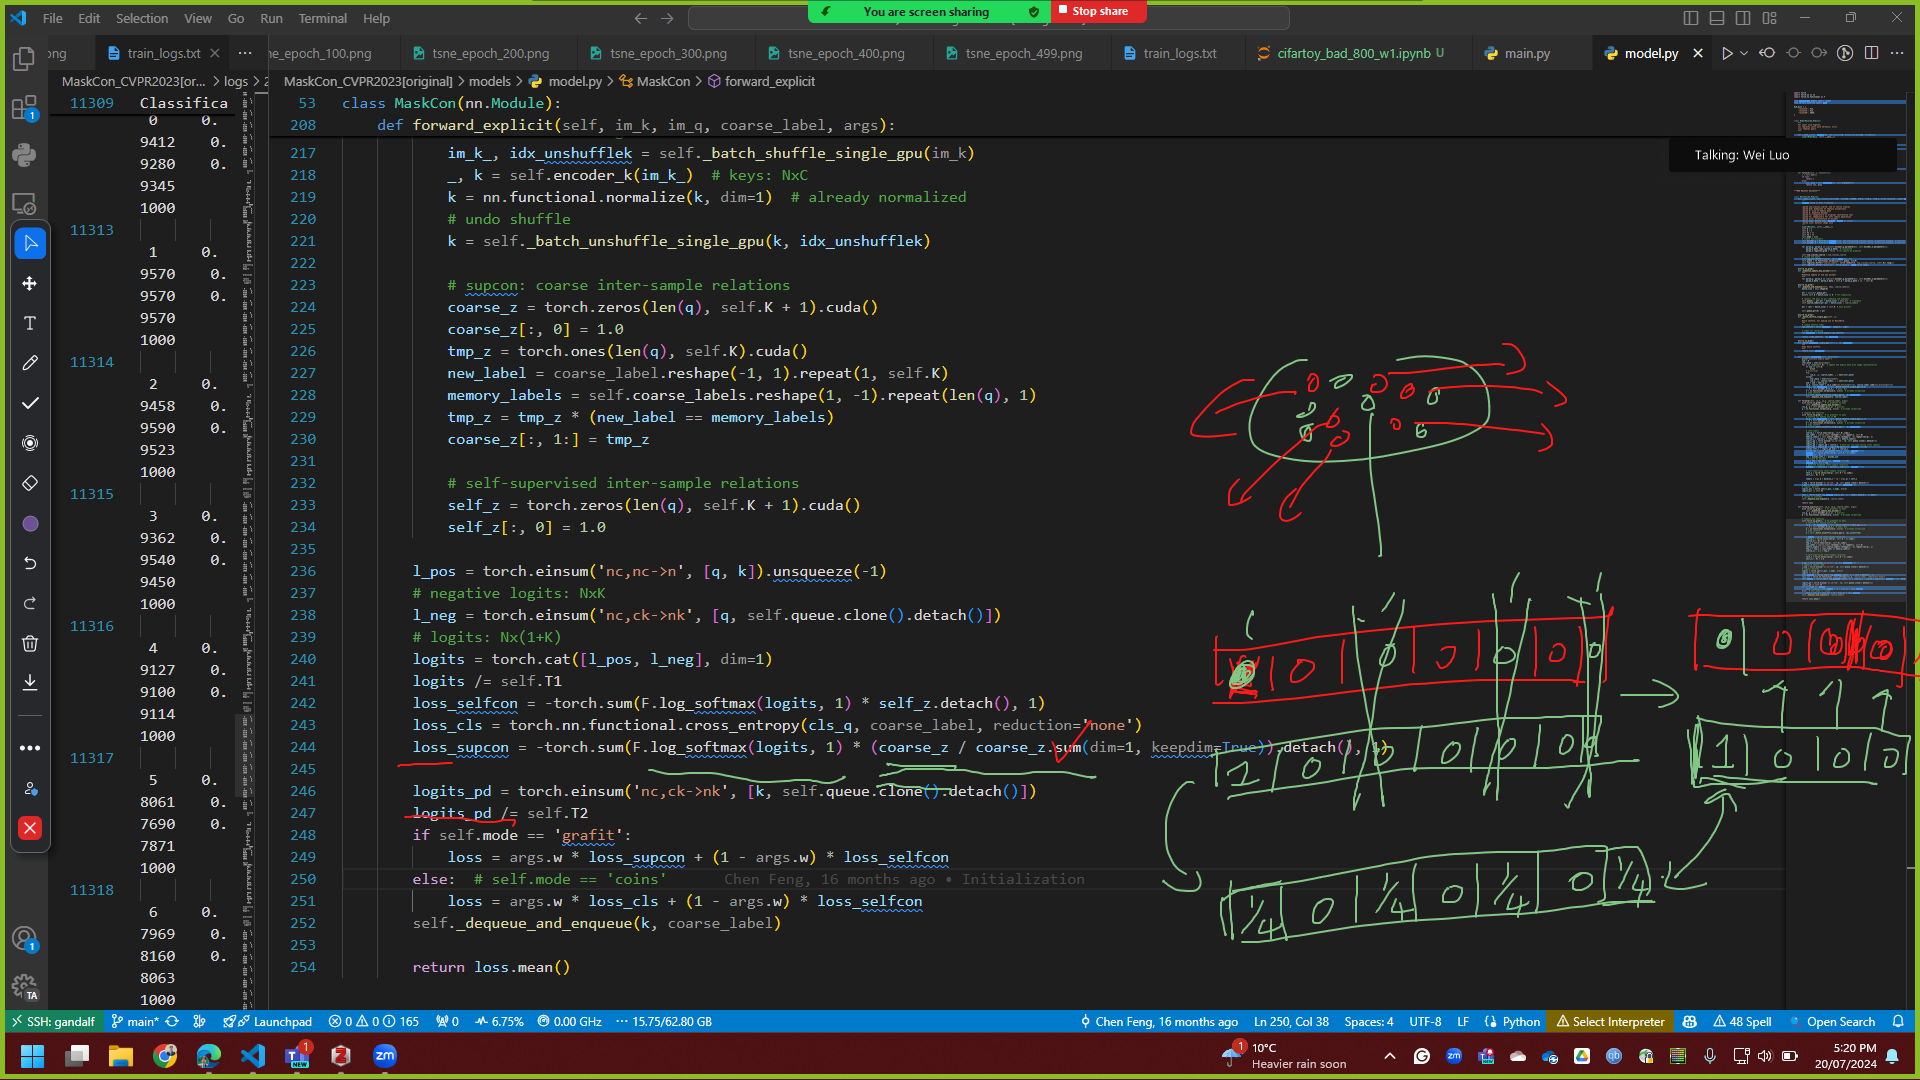 You are screen sharing
Stop share
File Edit Selection View Go Run Terminal Help
train_logs.txt
tsne_epoch_200.png
tsne_epoch_300.png
tsne_epoch_400.png
tsne_epoch_499.png
train_logs.txt
cifartoy_bad_800_w1.ipynb U
main.py
model.py
MaskCon_CVPR2023[or... > logs > 2
MaskCon_CVPR2023[original] > models > model.py > MaskCon > forward_explicit
Talking: Wei Luo
11309 Classifica
0 0.
9412 0.
9280 0.
9345
1000
11313
1 0.
9570 0.
9570 0.
9570
1000
11314
2 0.
9458 0.
9590 0.
9523
1000
11315
3 0.
9362 0.
9540 0.
9450
1000
11316
4 0.
9127 0.
9100 0.
9114
1000
11317
5 0.
8061 0.
7690 0.
7871
1000
11318
6 0.
7969 0.
8160 0.
8063
1000
53 class MaskCon(nn.Module):
208 def forward_explicit(self, im_k, im_q, coarse_label, args):
217 im_k_, idx_unshufflek = self._batch_shuffle_single_gpu(im_k)
218 _, k = self.encoder_k(im_k_) # keys: NxC
219 k = nn.functional.normalize(k, dim=1) # already normalized
220 # undo shuffle
221 k = self._batch_unshuffle_single_gpu(k, idx_unshufflek)
222
223 # supcon: coarse inter-sample relations
224 coarse_z = torch.zeros(len(q), self.K + 1).cuda()
225 coarse_z[:, 0] = 1.0
226 tmp_z = torch.ones(len(q), self.K).cuda()
227 new_label = coarse_label.reshape(-1, 1).repeat(1, self.K)
228 memory_labels = self.coarse_labels.reshape(1, -1).repeat(len(q), 1)
229 tmp_z = tmp_z * (new_label == memory_labels)
230 coarse_z[:, 1:] = tmp_z
231
232 # self-supervised inter-sample relations
233 self_z = torch.zeros(len(q), self.K + 1).cuda()
234 self_z[:, 0] = 1.0
235
236 l_pos = torch.einsum('nc,nc->n', [q, k]).unsqueeze(-1)
237 # negative logits: NxK
238 l_neg = torch.einsum('nc,ck->nk', [q, self.queue.clone().detach()])
239 # logits: Nx(1+K)
240 logits = torch.cat([l_pos, l_neg], dim=1)
241 logits /= self.T1
242 loss_selfcon = -torch.sum(F.log_softmax(logits, 1) * self_z.detach(), 1)
243 loss_cls = torch.nn.functional.cross_entropy(cls_q, coarse_label, reduction='none')
244 loss_supcon = -torch.sum(F.log_softmax(logits, 1) * (coarse_z / coarse_z.sum(dim=1, keepdim=True)).detach(), 1)
245
246 logits_pd = torch.einsum('nc,ck->nk', [k, self.queue.clone().detach()])
247 logits_pd /= self.T2
248 if self.mode == 'grafit':
249 loss = args.w * loss_supcon + (1 - args.w) * loss_selfcon
250 else: # self.mode == 'coins' Chen Feng, 16 months ago • Initialization
251 loss = args.w * loss_cls + (1 - args.w) * loss_selfcon
252 self._dequeue_and_enqueue(k, coarse_label)
253
254 return loss.mean()
0 0 0 0 0 0
1 0 0 0 0 0
1 0 0 0
1/4 0 1/4 0 1/4 0 1/4
SSH: gandalf main* Launchpad 0 0 165 0 6.75% 0.00 GHz 15.75/62.80 GB Chen Feng, 16 months ago Ln 250, Col 38 Spaces: 4 UTF-8 LF Python Select Interpreter 48 Spell Open Search
10°C
Heavier rain soon
5:20 PM
20/07/2024